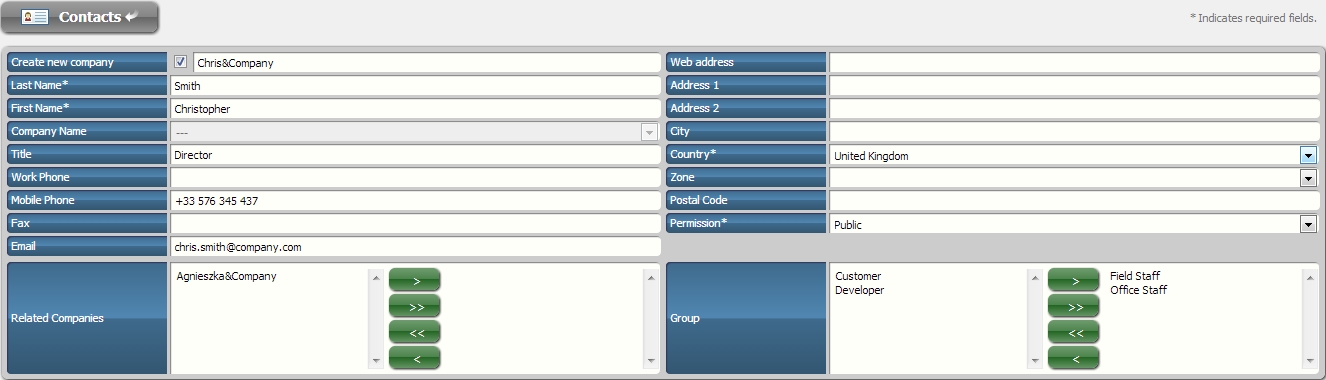 Contacts
* Indicates required fields.
Create new company Chris&Company
Last Name* Smith
First Name* Christopher
Company Name ---
Title Director
Work Phone
Mobile Phone +33 576 345 437
Fax
Email chris.smith@company.com
Web address
Address 1
Address 2
City
Country* United Kingdom
Zone
Postal Code
Permission* Public
Related Companies
Agnieszka&Company
>
>>
<<
<
Group
Customer
Developer
>
>>
<<
<
Field Staff
Office Staff